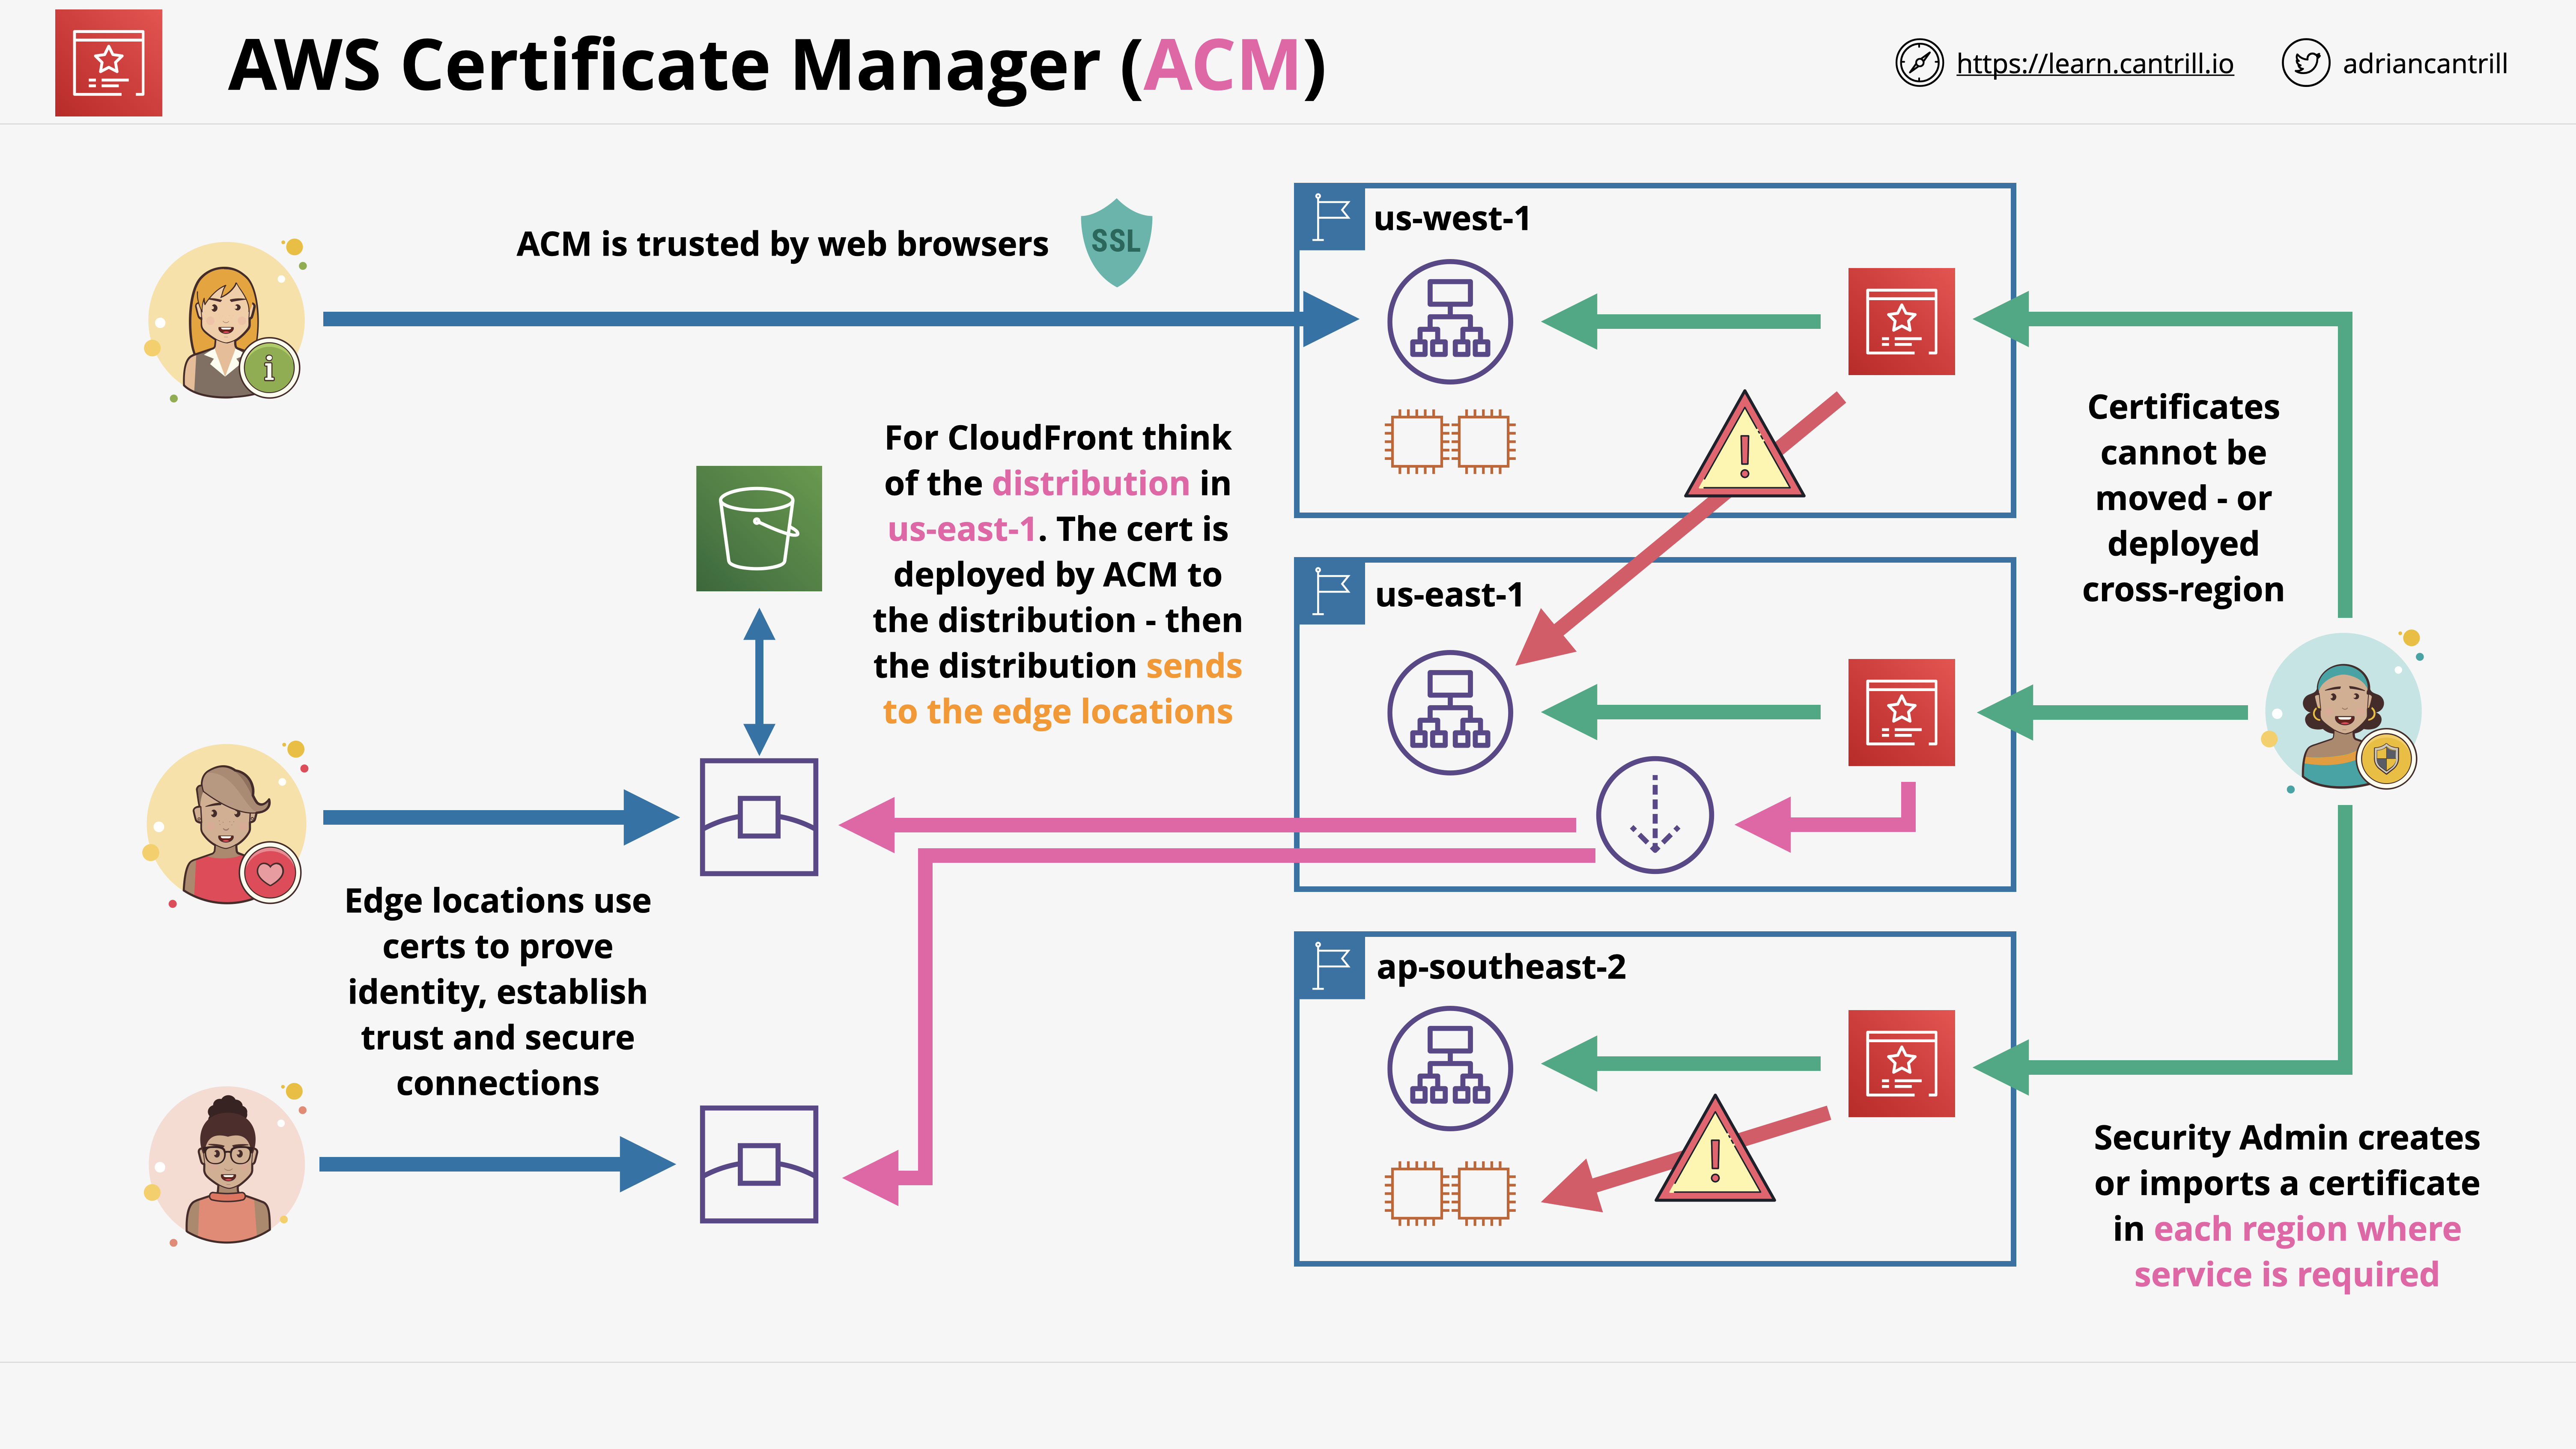 AWS Certificate Manager (ACM)
https://learn.cantrill.io
adriancantrill
ACM is trusted by web browsers
SSL
us-west-1
For CloudFront think
of the distribution in
us-east-1. The cert is
deployed by ACM to
the distribution - then
the distribution sends
to the edge locations
Certificates
cannot be
moved - or
deployed
cross-region
us-east-1
Edge locations use
certs to prove
identity, establish
trust and secure
connections
ap-southeast-2
Security Admin creates
or imports a certificate
in each region where
service is required